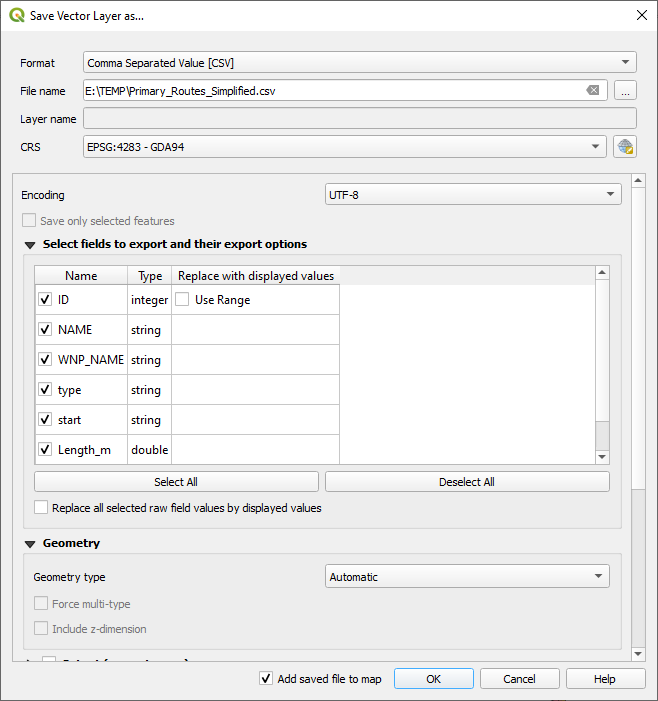 Save Vector Layer as...
Format Comma Separated Value [CSV]
File name E:\TEMP\Primary_Routes_Simplified.csv ...
Layer name
CRS EPSG:4283 - GDA94
Encoding UTF-8
Save only selected features
Select fields to export and their export options
Name Type Replace with displayed values
ID integer Use Range
NAME string
WNP_NAME string
type string
start string
Length_m double
Select All Deselect All
Replace all selected raw field values by displayed values
Geometry
Geometry type Automatic
Force multi-type
Include z-dimension
Add saved file to map OK Cancel Help